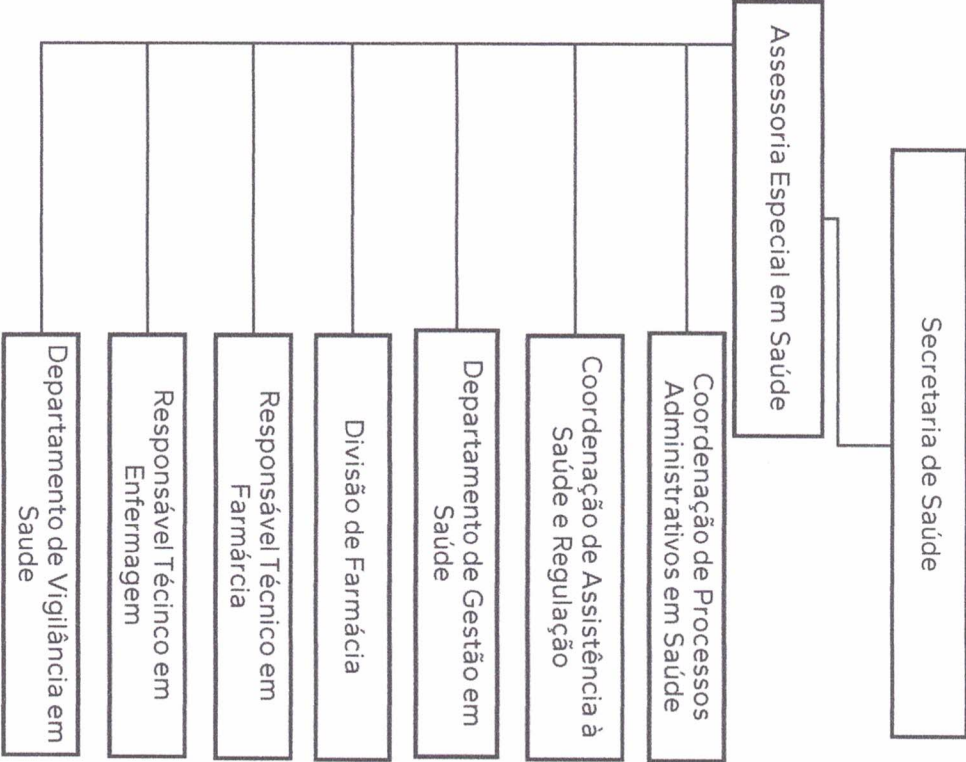 Secretaria de Saúde
Assessoria Especial em Saúde
Coordenação de Processos
Administrativos em Saúde
Coordenação de Assistência à
Saúde e Regulação
Departamento de Gestão em
Saúde
Divisão de Farmácia
Responsável Técnico em
Farmárcia
Responsável Técinco em
Enfermagem
Departamento de Vigilância em
Saude